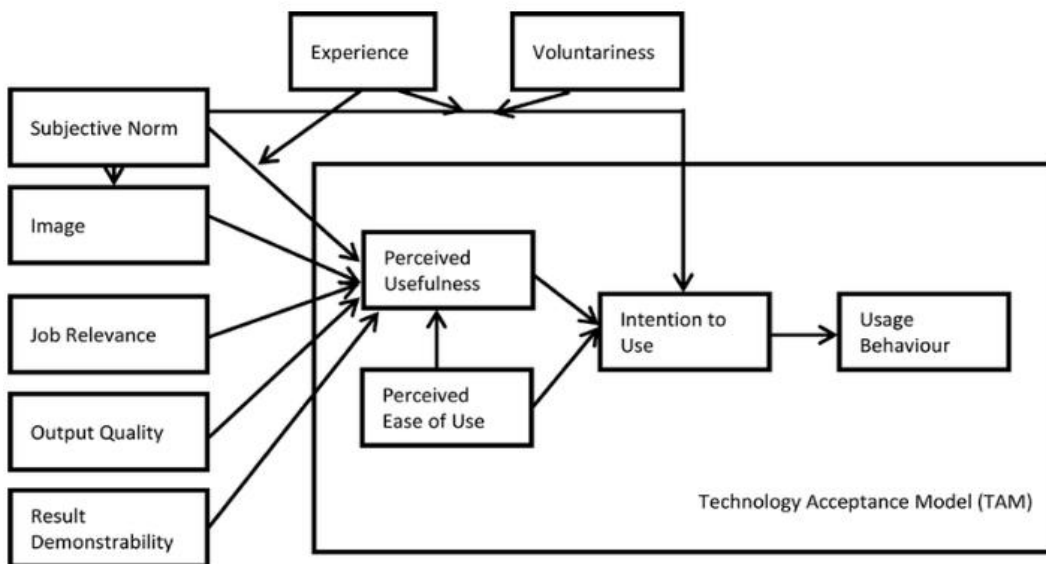 Experience
Voluntariness
Subjective Norm
Image
Perceived
Usefulness
Job Relevance
Intention to
Use
Usage
Behaviour
Perceived
Ease of Use
Output Quality
Result
Demonstrability
Technology Acceptance Model (TAM)